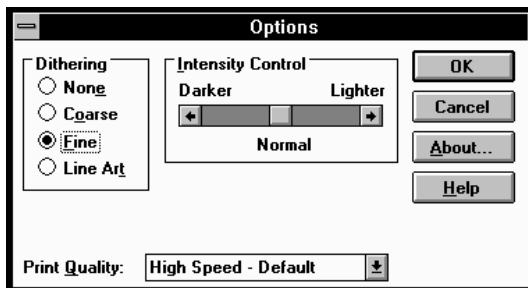 Options
Dithering
None
Coarse
Fine
Line Art
Intensity Control
Darker Lighter
Normal
OK
Cancel
About...
Help
Print Quality: High Speed - Default